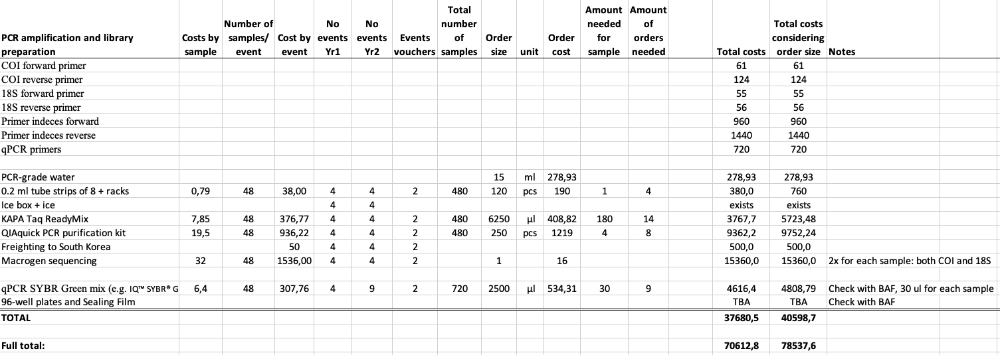 PCR amplification and library preparation Costs by sample Number of samples/ event Cost by event No events Yr1 No events Yr2 Events vouchers Total number of samples Order size unit Order cost Amount needed for sample Amount of orders needed Total costs Total costs considering order size Notes
COI forward primer 61 61
COI reverse primer 124 124
18S forward primer 55 55
18S reverse primer 56 56
Primer indeces forward 960 960
Primer indeces reverse 1440 1440
qPCR primers 720 720
PCR-grade water 15 ml 278,93 278,93 278,93
0.2 ml tube strips of 8 + racks 0,79 48 38,00 4 4 2 480 120 pcs 190 1 4 380,0 760
Ice box + ice 4 4 exists exists
KAPA Taq ReadyMix 7,85 48 376,77 4 4 2 480 6250 µl 408,82 180 14 3767,7 5723,48
QIAquick PCR purification kit 19,5 48 936,22 4 4 2 480 250 pcs 1219 4 8 9362,2 9752,24
Freighting to South Korea 50 4 4 2 500,0 500,0
Macrogen sequencing 32 48 1536,00 4 4 2 1 16 15360,0 15360,0 2x for each sample: both COI and 18S
qPCR SYBR Green mix (e.g. IQ™ SYBR® G 6,4 48 307,76 4 9 2 720 2500 µl 534,31 30 9 4616,4 4808,79 Check with BAF, 30 ul for each sample
96-well plates and Sealing Film TBA TBA Check with BAF
TOTAL 37680,5 40598,7
Full total: 70612,8 78537,6